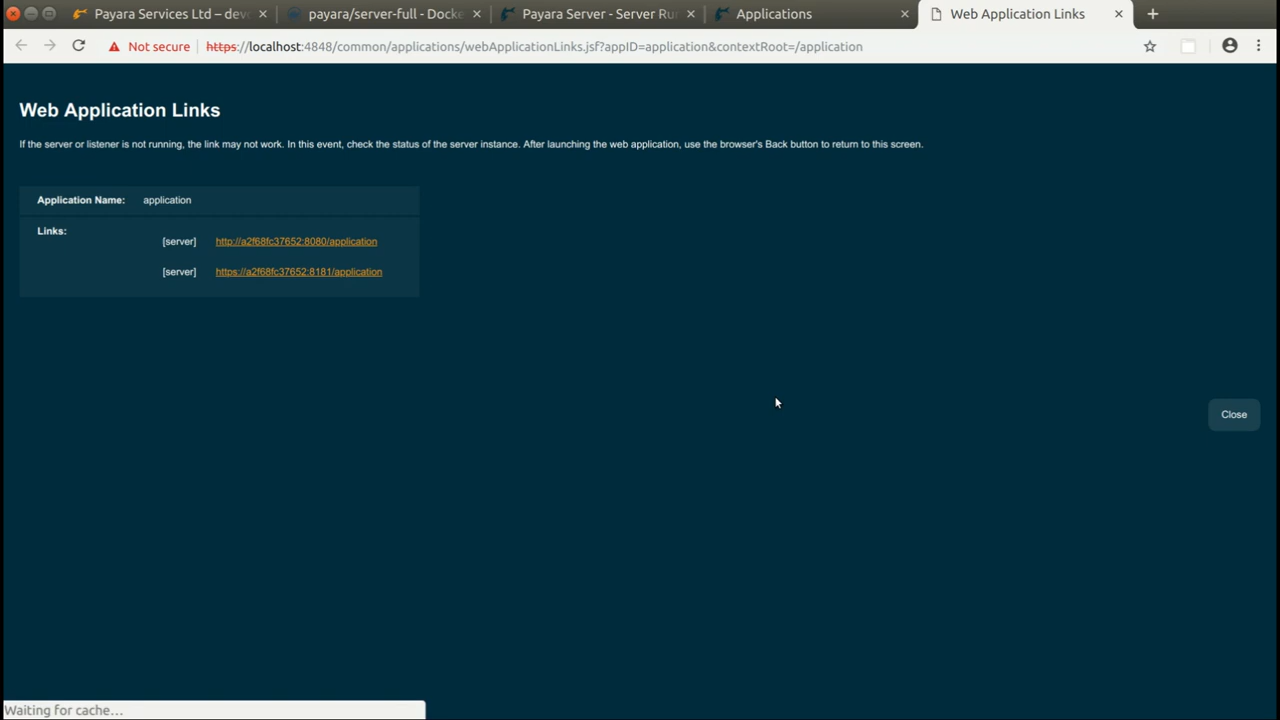 Payara Services Ltd – dev
payara/server-full - Docke
Payara Server - Server Ru
Applications
Web Application Links
Not secure
https://localhost:4848/common/applications/webApplicationLinks.jsf?appID=application&contextRoot=/application
Web Application Links
If the server or listener is not running, the link may not work. In this event, check the status of the server instance. After launching the web application, use the browser's Back button to return to this screen.
Application Name: application
Links:
[server] http://a2f68fc37652:8080/application
[server] https://a2f68fc37652:8181/application
Close
Waiting for cache...